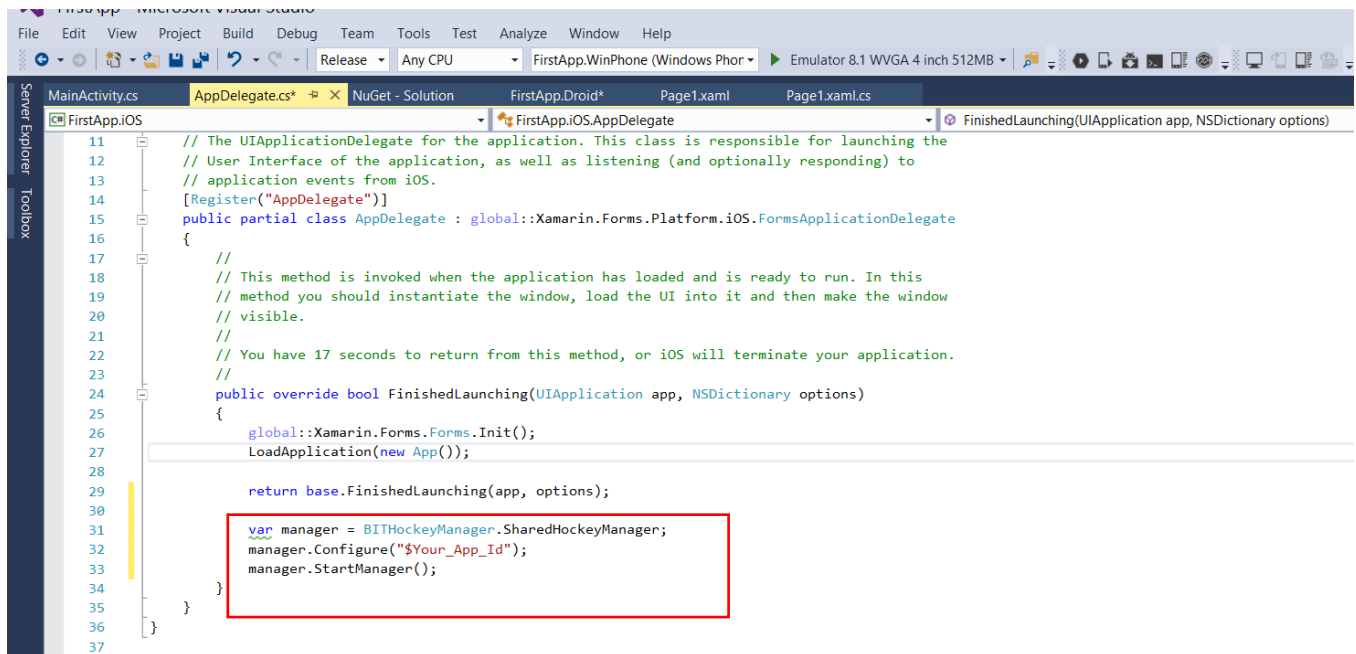 FirstApp - Microsoft Visual Studio
File Edit View Project Build Debug Team Tools Test Analyze Window Help
Release Any CPU FirstApp.WinPhone (Windows Phor Emulator 8.1 WVGA 4 inch 512MB
Server Explorer
Toolbox
MainActivity.cs AppDelegate.cs* NuGet - Solution FirstApp.Droid* Page1.xaml Page1.xaml.cs
C# FirstApp.iOS FirstApp.iOS.AppDelegate FinishedLaunching(UIApplication app, NSDictionary options)
11 // The UIApplicationDelegate for the application. This class is responsible for launching the
12 // User Interface of the application, as well as listening (and optionally responding) to
13 // application events from iOS.
14 [Register("AppDelegate")]
15 public partial class AppDelegate : global::Xamarin.Forms.Platform.iOS.FormsApplicationDelegate
16 {
17 //
18 // This method is invoked when the application has loaded and is ready to run. In this
19 // method you should instantiate the window, load the UI into it and then make the window
20 // visible.
21 //
22 // You have 17 seconds to return from this method, or iOS will terminate your application.
23 //
24 public override bool FinishedLaunching(UIApplication app, NSDictionary options)
25 {
26 global::Xamarin.Forms.Forms.Init();
27 LoadApplication(new App());
28
29 return base.FinishedLaunching(app, options);
30
31 var manager = BITHockeyManager.SharedHockeyManager;
32 manager.Configure("$Your_App_Id");
33 manager.StartManager();
34 }
35 }
36 }
37